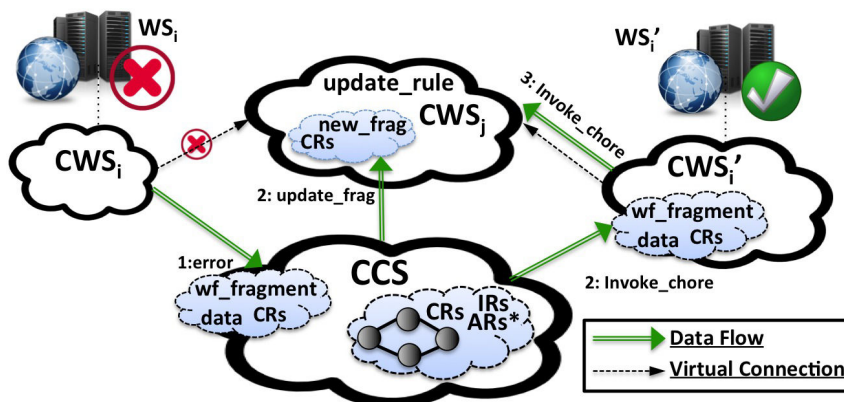 WSi
WSi’
update_rule
CWSj
new_frag
CRs
3: Invoke_chore
CWSi
CWSi’
wf_fragment
data CRs
2: update_frag
1:error
CCS
wf_fragment
data CRs
CRs IRs
ARs*
2: Invoke_chore
Data Flow
Virtual Connection